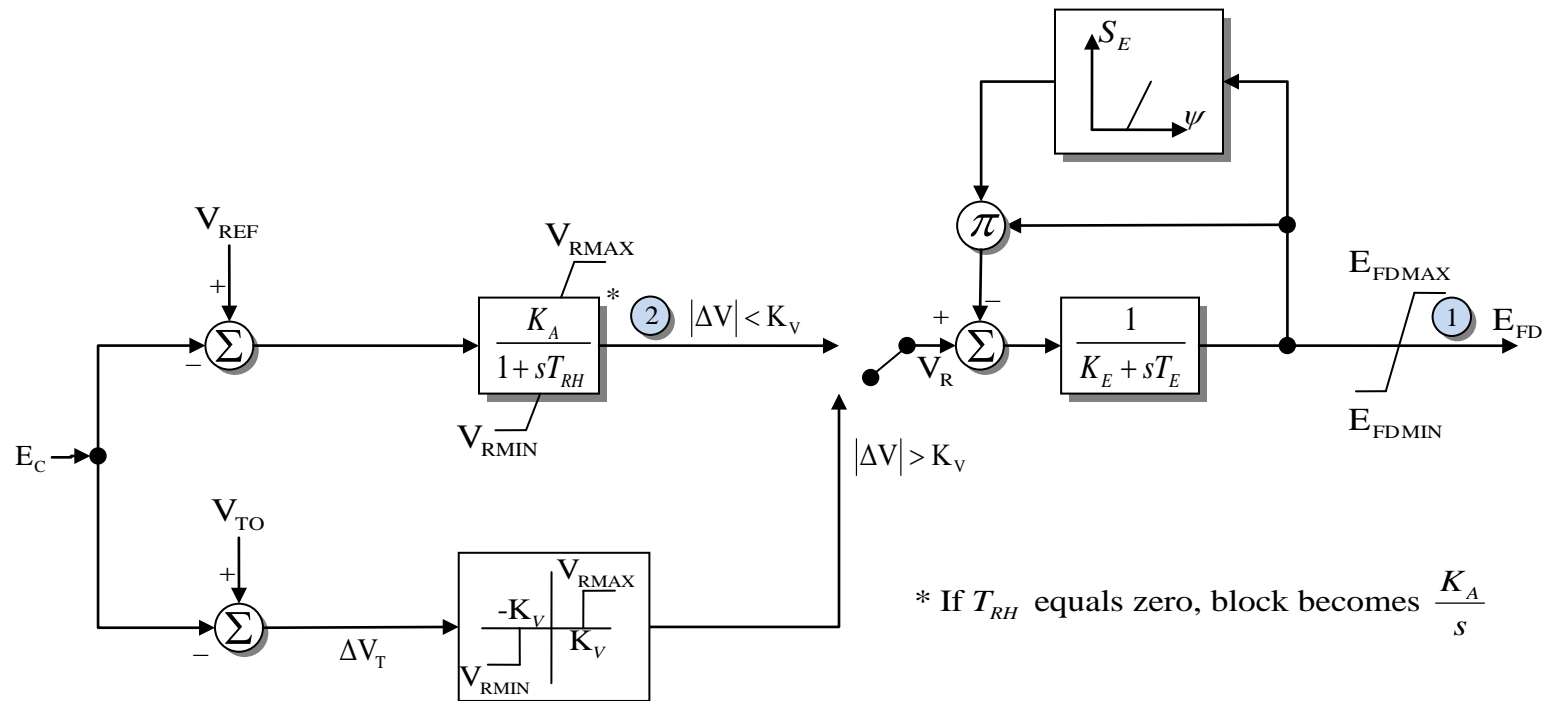 S_E
ψ
π
V_REF
+
V_RMAX
*
K_A
1 + sT_RH
V_RMIN
2
|ΔV| < K_V
E_FDMAX
1
E_FD
E_FDMIN
−
Σ
+
V_R
−
Σ
1
K_E + sT_E
E_C
|ΔV| > K_V
V_TO
+
−
Σ
ΔV_T
V_RMAX
-K_V
K_V
V_RMIN
* If T_RH equals zero, block becomes K_A
s